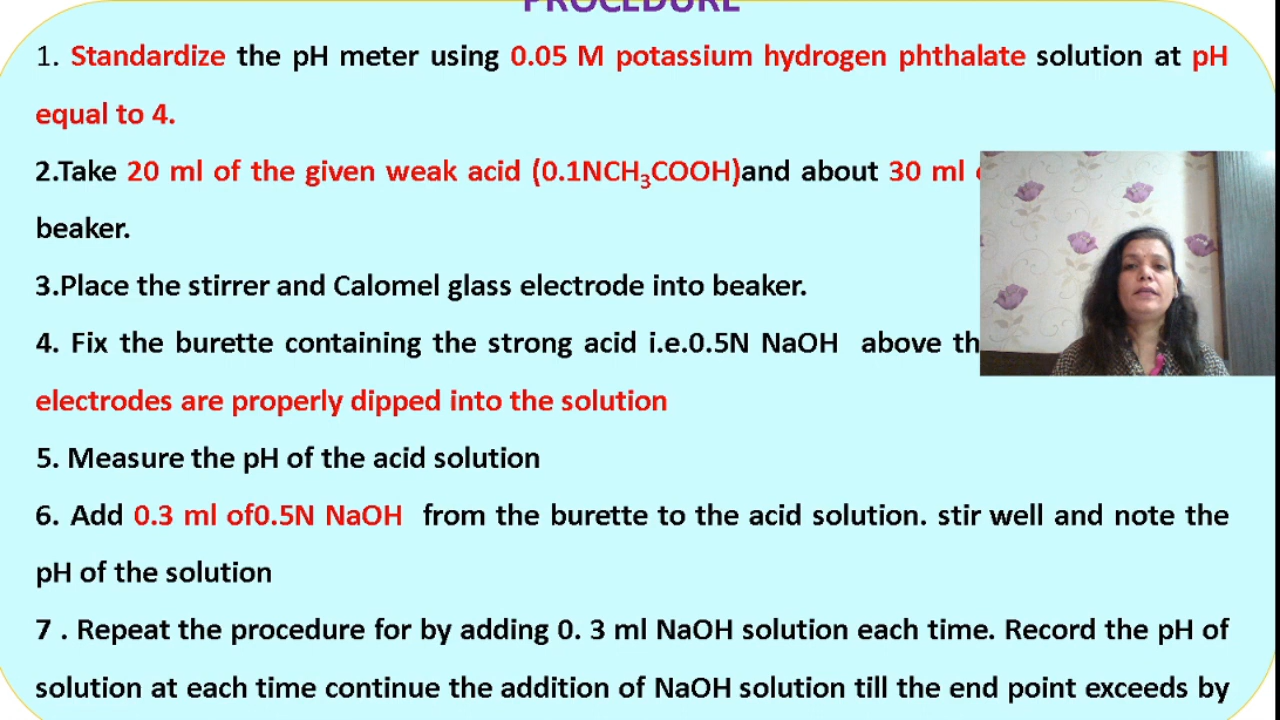 PROCEDURE
1. Standardize the pH meter using 0.05 M potassium hydrogen phthalate solution at pH
equal to 4.
2.Take 20 ml of the given weak acid (0.1NCH₃COOH)and about 30 ml
beaker.
3.Place the stirrer and Calomel glass electrode into beaker.
4. Fix the burette containing the strong acid i.e.0.5N NaOH above
electrodes are properly dipped into the solution
5. Measure the pH of the acid solution
6. Add 0.3 ml of0.5N NaOH from the burette to the acid solution. stir well and note the
pH of the solution
7 . Repeat the procedure for by adding 0. 3 ml NaOH solution each time. Record the pH of
solution at each time continue the addition of NaOH solution till the end point exceeds by